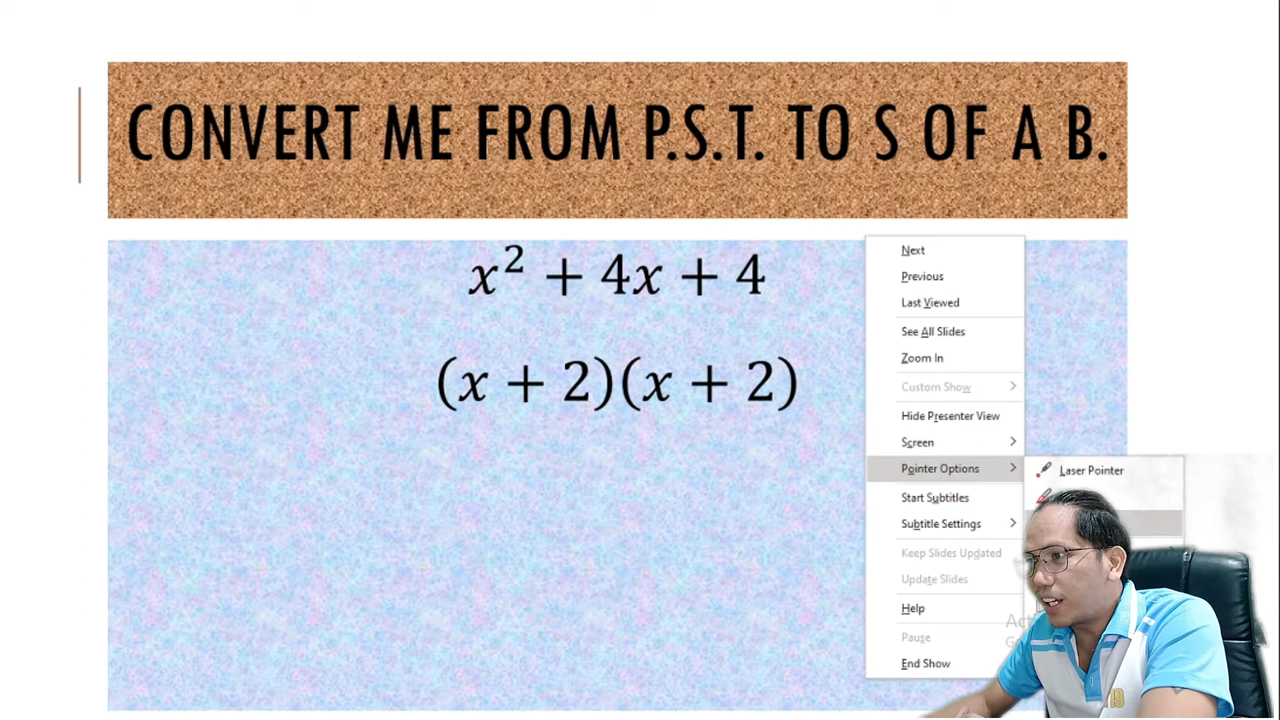 CONVERT ME FROM P.S.T. TO S OF A B.
x² + 4x + 4
(x + 2)(x + 2)
Next
Previous
Last Viewed
See All Slides
Zoom In
Custom Show
Hide Presenter View
Screen
Pointer Options
Laser Pointer
Start Subtitles
Subtitle Settings
Keep Slides Updated
Update Slides
Help
Pause
End Show